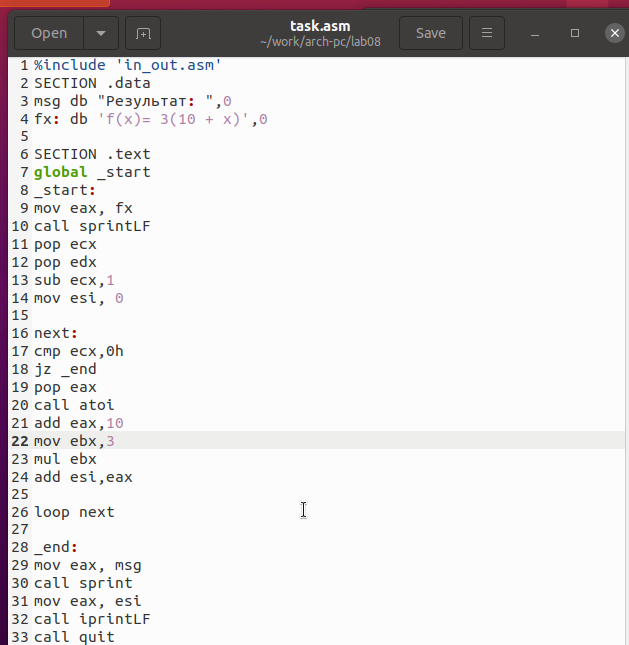 Open
task.asm
~/work/arch-pc/lab08
Save
1 %include 'in_out.asm'
2 SECTION .data
3 msg db "Результат: ",0
4 fx: db 'f(x)= 3(10 + x)',0
5
6 SECTION .text
7 global _start
8 _start:
9 mov eax, fx
10 call sprintLF
11 pop ecx
12 pop edx
13 sub ecx,1
14 mov esi, 0
15
16 next:
17 cmp ecx,0h
18 jz _end
19 pop eax
20 call atoi
21 add eax,10
22 mov ebx,3
23 mul ebx
24 add esi,eax
25
26 loop next
27
28 _end:
29 mov eax, msg
30 call sprint
31 mov eax, esi
32 call iprintLF
33 call quit